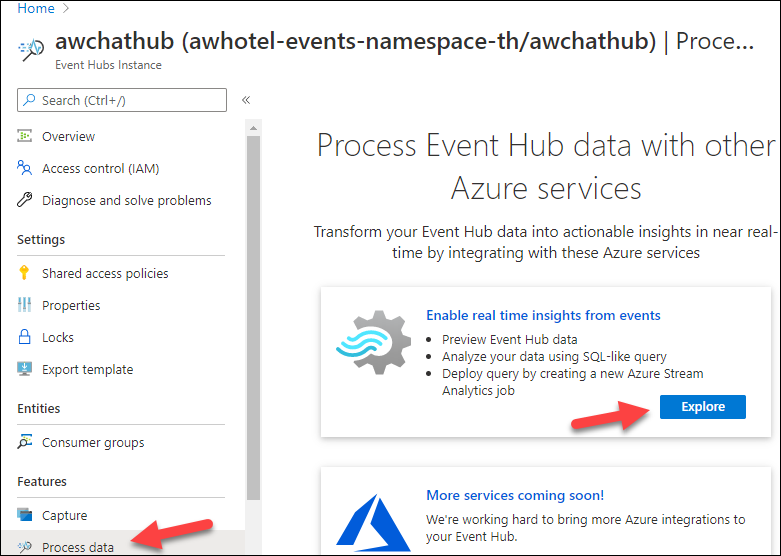 Home
awchathub (awhotel-events-namespace-th/awchathub) | Proce...
Event Hubs Instance
Search (Ctrl+/)
Overview
Access control (IAM)
Diagnose and solve problems
Settings
Shared access policies
Properties
Locks
Export template
Entities
Consumer groups
Features
Capture
Process data
Process Event Hub data with other
Azure services
Transform your Event Hub data into actionable insights in near real-
time by integrating with these Azure services
Enable real time insights from events
• Preview Event Hub data
• Analyze your data using SQL-like query
• Deploy query by creating a new Azure Stream
Analytics job
Explore
More services coming soon!
We're working hard to bring more Azure integrations to
your Event Hub.